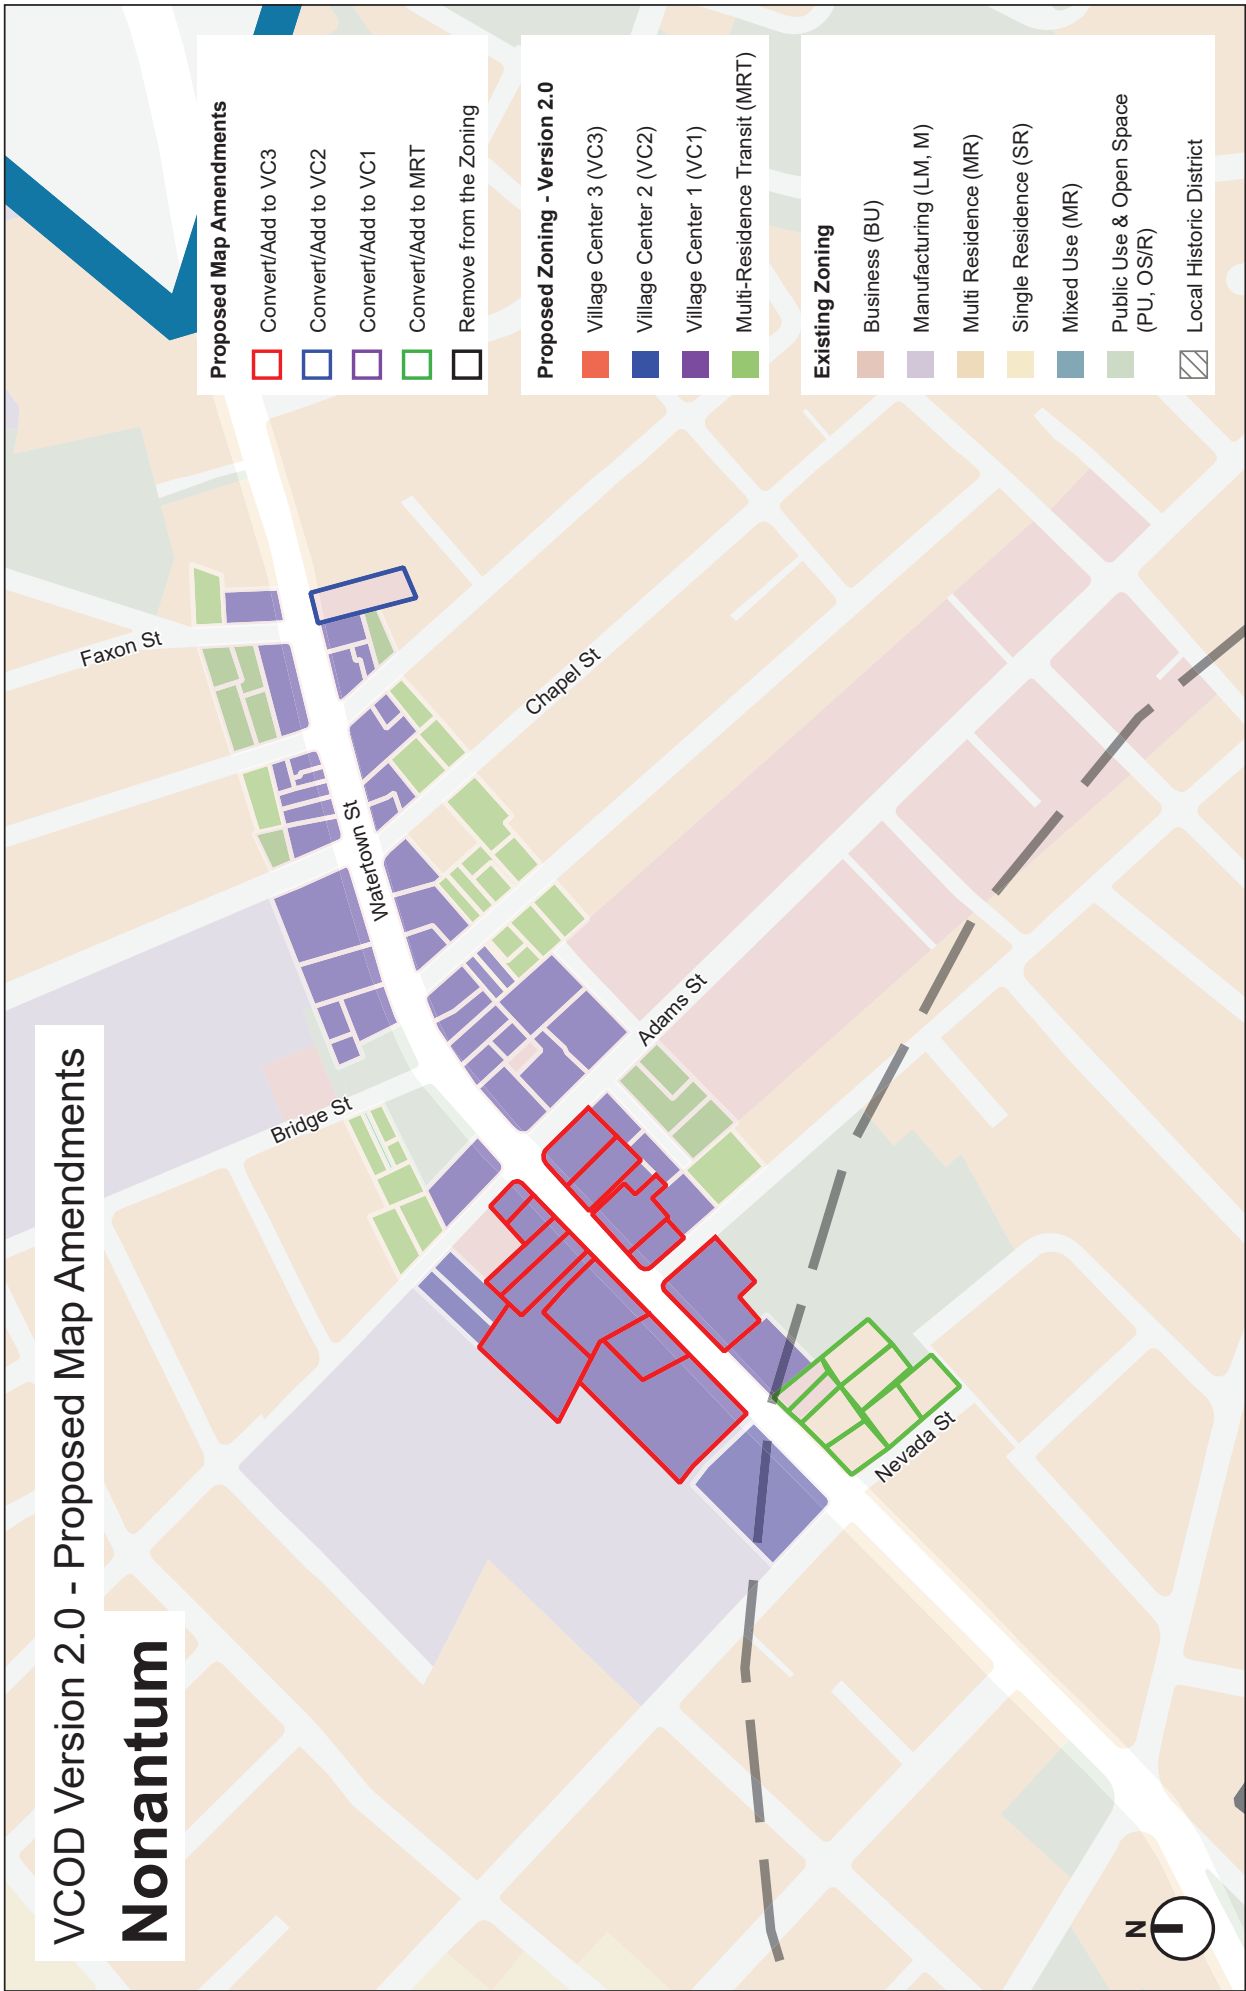 VCOD Version 2.0 - Proposed Map Amendments
Nonantum
Proposed Map Amendments
Convert/Add to VC3
Convert/Add to VC2
Convert/Add to VC1
Convert/Add to MRT
Remove from the Zoning
Proposed Zoning - Version 2.0
Village Center 3 (VC3)
Village Center 2 (VC2)
Village Center 1 (VC1)
Multi-Residence Transit (MRT)
Existing Zoning
Business (BU)
Manufacturing (LM, M)
Multi Residence (MR)
Single Residence (SR)
Mixed Use (MR)
Public Use & Open Space
(PU, OS/R)
Local Historic District
Faxon St
Watertown St
Chapel St
Bridge St
Adams St
Nevada St
N